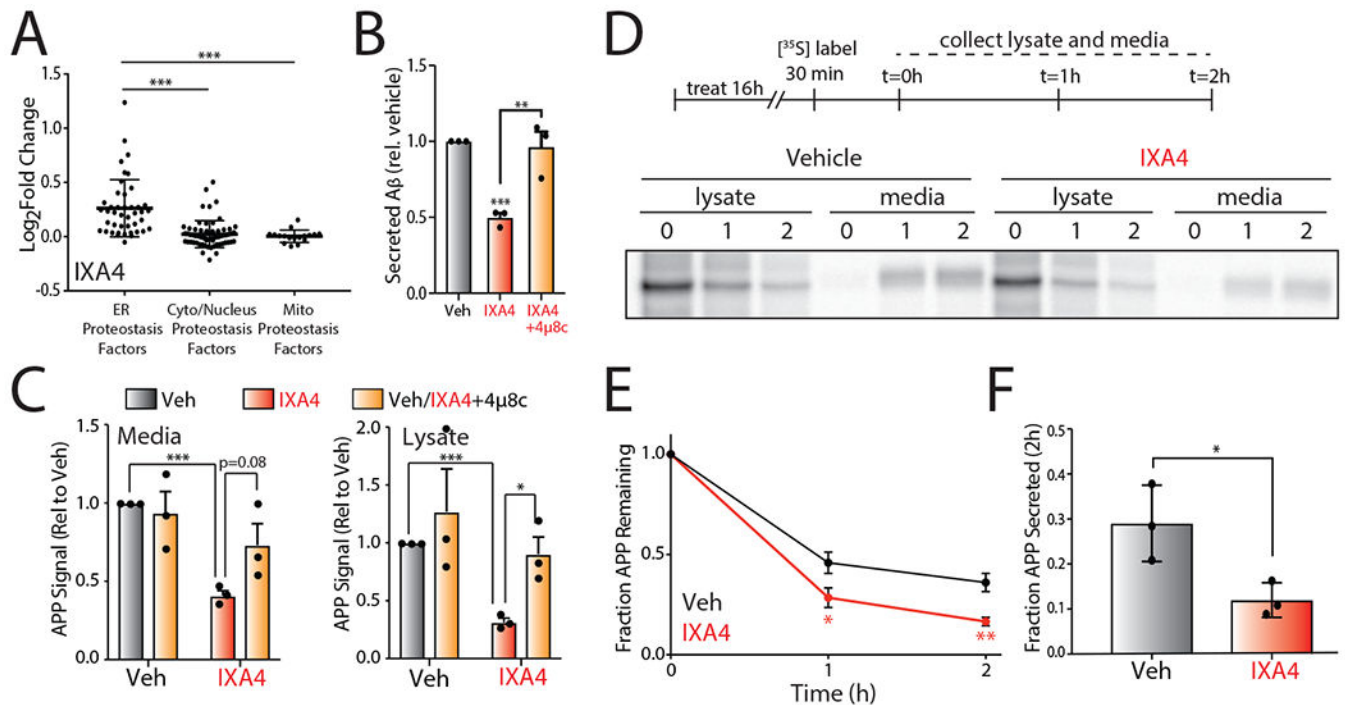 A
Log2Fold Change
1.5
1.0
0.5
0.0
-0.5
***
***
IXA4
ER
Proteostasis
Factors
Cyto/Nucleus
Proteostasis
Factors
Mito
Proteostasis
Factors
B
Secreted Aβ (rel. vehicle)
1.5
1.0
0.5
0.0
**
***
Veh
IXA4
IXA4
+4μ8c
D
[35S] label
30 min
collect lysate and media
treat 16h
t=0h
t=1h
t=2h
Vehicle
IXA4
lysate
media
lysate
media
0 1 2 0 1 2 0 1 2 0 1 2
C
Veh
IXA4
Veh/IXA4+4μ8c
APP Signal (Rel to Veh)
1.5
1.0
0.5
0.0
Media
***
p=0.08
Veh
IXA4
APP Signal (Rel to Veh)
2.0
1.5
1.0
0.5
0.0
Lysate
***
*
Veh
IXA4
E
Fraction APP Remaining
1.0
0.5
0.0
Veh
IXA4
*
**
0 1 2
Time (h)
F
Fraction APP Secreted (2h)
0.5
0.4
0.3
0.2
0.1
0.0
*
Veh
IXA4